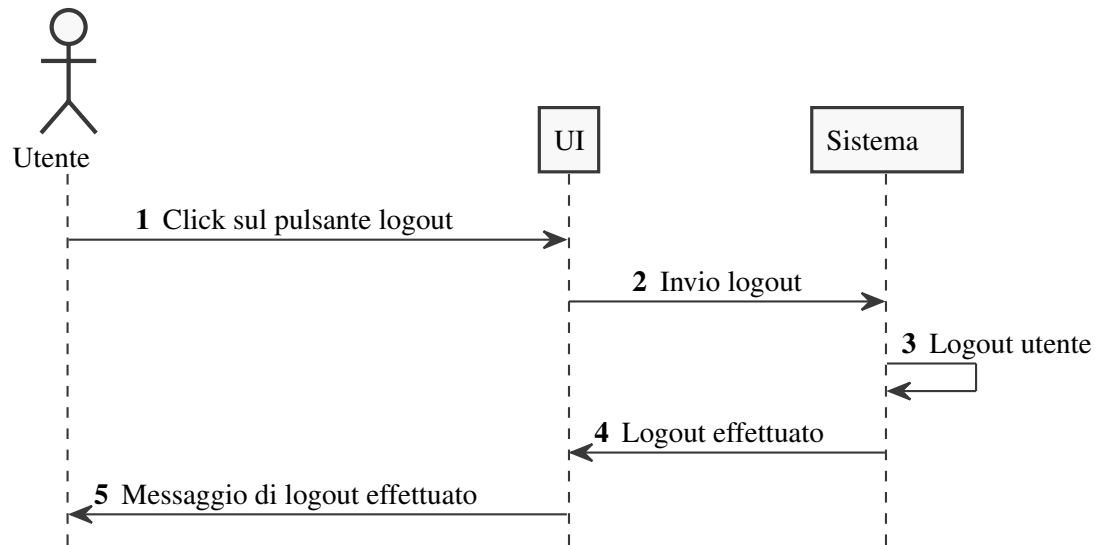 Utente
UI
Sistema
1 Click sul pulsante logout
2 Invio logout
3 Logout utente
4 Logout effettuato
5 Messaggio di logout effettuato